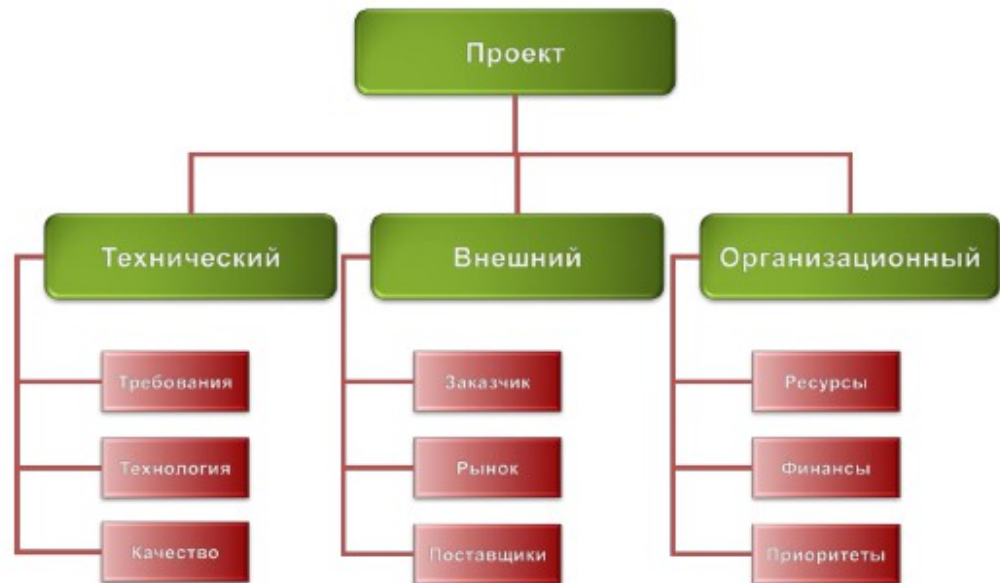 Проект
Технический
Внешний
Организационный
Требования
Заказчик
Ресурсы
Технология
Рынок
Финансы
Качество
Поставщики
Приоритеты